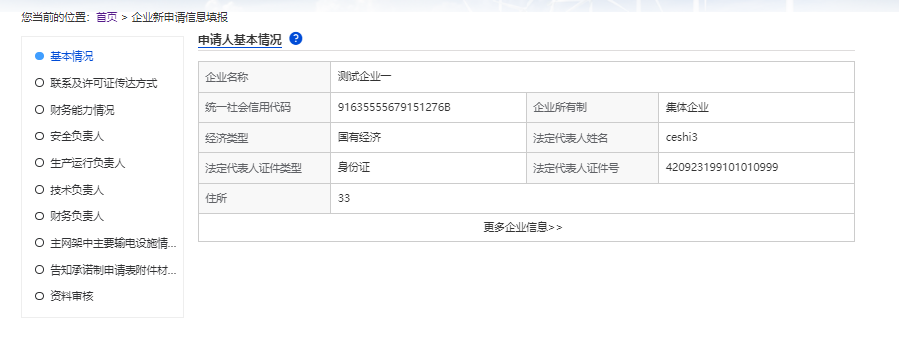 您当前的位置：首页 > 企业新申请信息填报
基本情况
联系及许可证传达方式
财务能力情况
安全负责人
生产运行负责人
技术负责人
财务负责人
主网架中主要输电设施情...
告知承诺制申请表附件材...
资料审核
申请人基本情况 ?
企业名称 测试企业一
统一社会信用代码 91635555679151276B 企业所有制 集体企业
经济类型 国有经济 法定代表人姓名 ceshi3
法定代表人证件类型 身份证 法定代表人证件号 420923199101010999
住所 33
更多企业信息>>